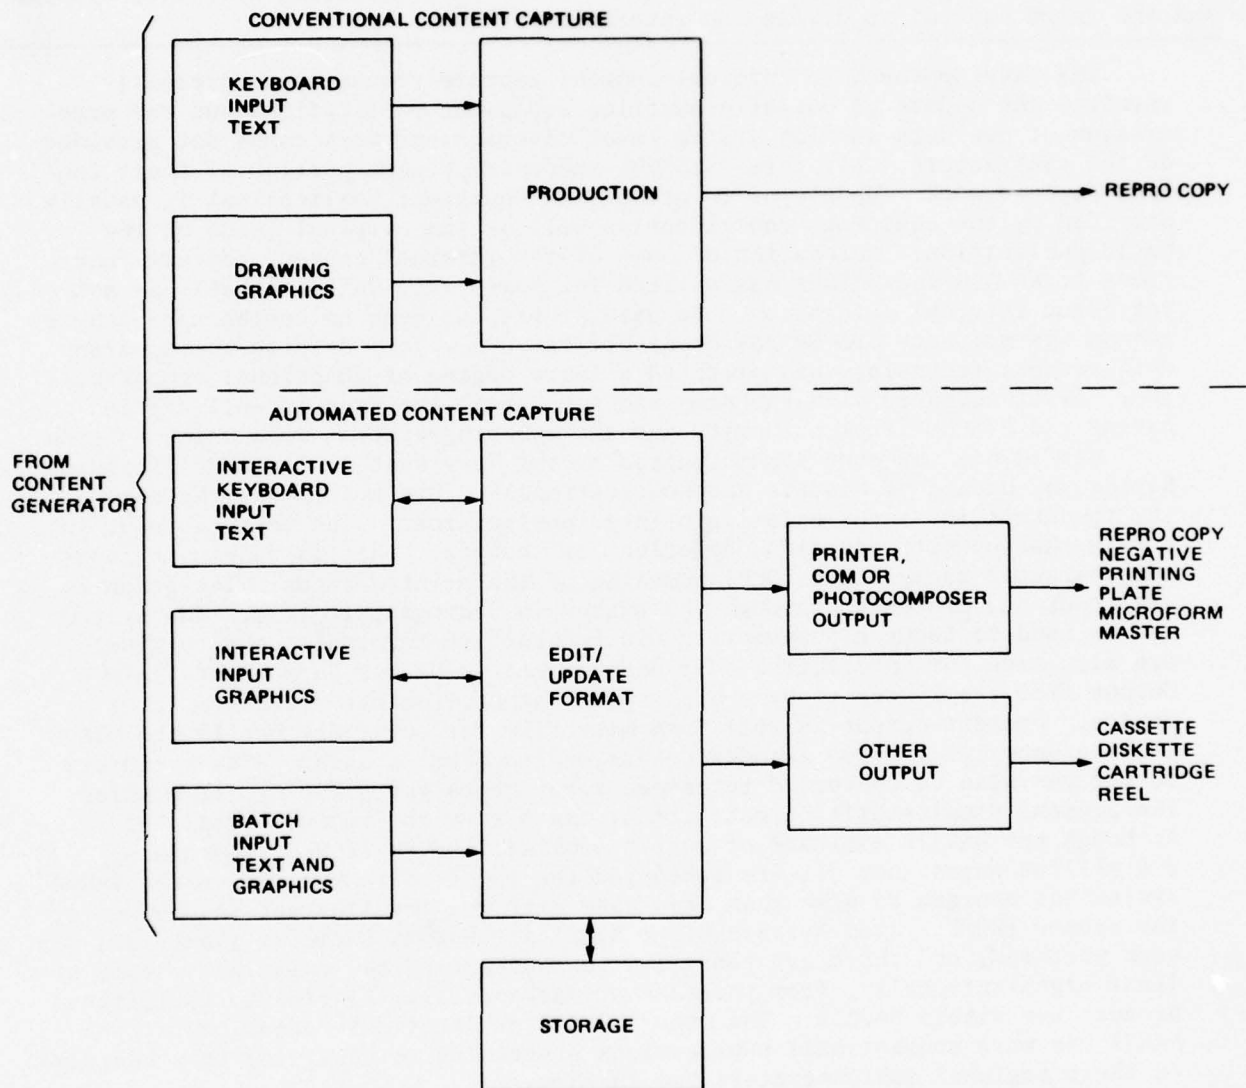 CONVENTIONAL CONTENT CAPTURE
KEYBOARD
INPUT
TEXT
PRODUCTION
REPRO COPY
DRAWING
GRAPHICS
AUTOMATED CONTENT CAPTURE
FROM
CONTENT
GENERATOR
INTERACTIVE
KEYBOARD
INPUT
TEXT
INTERACTIVE
INPUT
GRAPHICS
BATCH
INPUT
TEXT AND
GRAPHICS
EDIT/
UPDATE
FORMAT
STORAGE
PRINTER,
COM OR
PHOTOCOMPOSER
OUTPUT
REPRO COPY
NEGATIVE
PRINTING
PLATE
MICROFORM
MASTER
OTHER
OUTPUT
CASSETTE
DISKETTE
CARTRIDGE
REEL